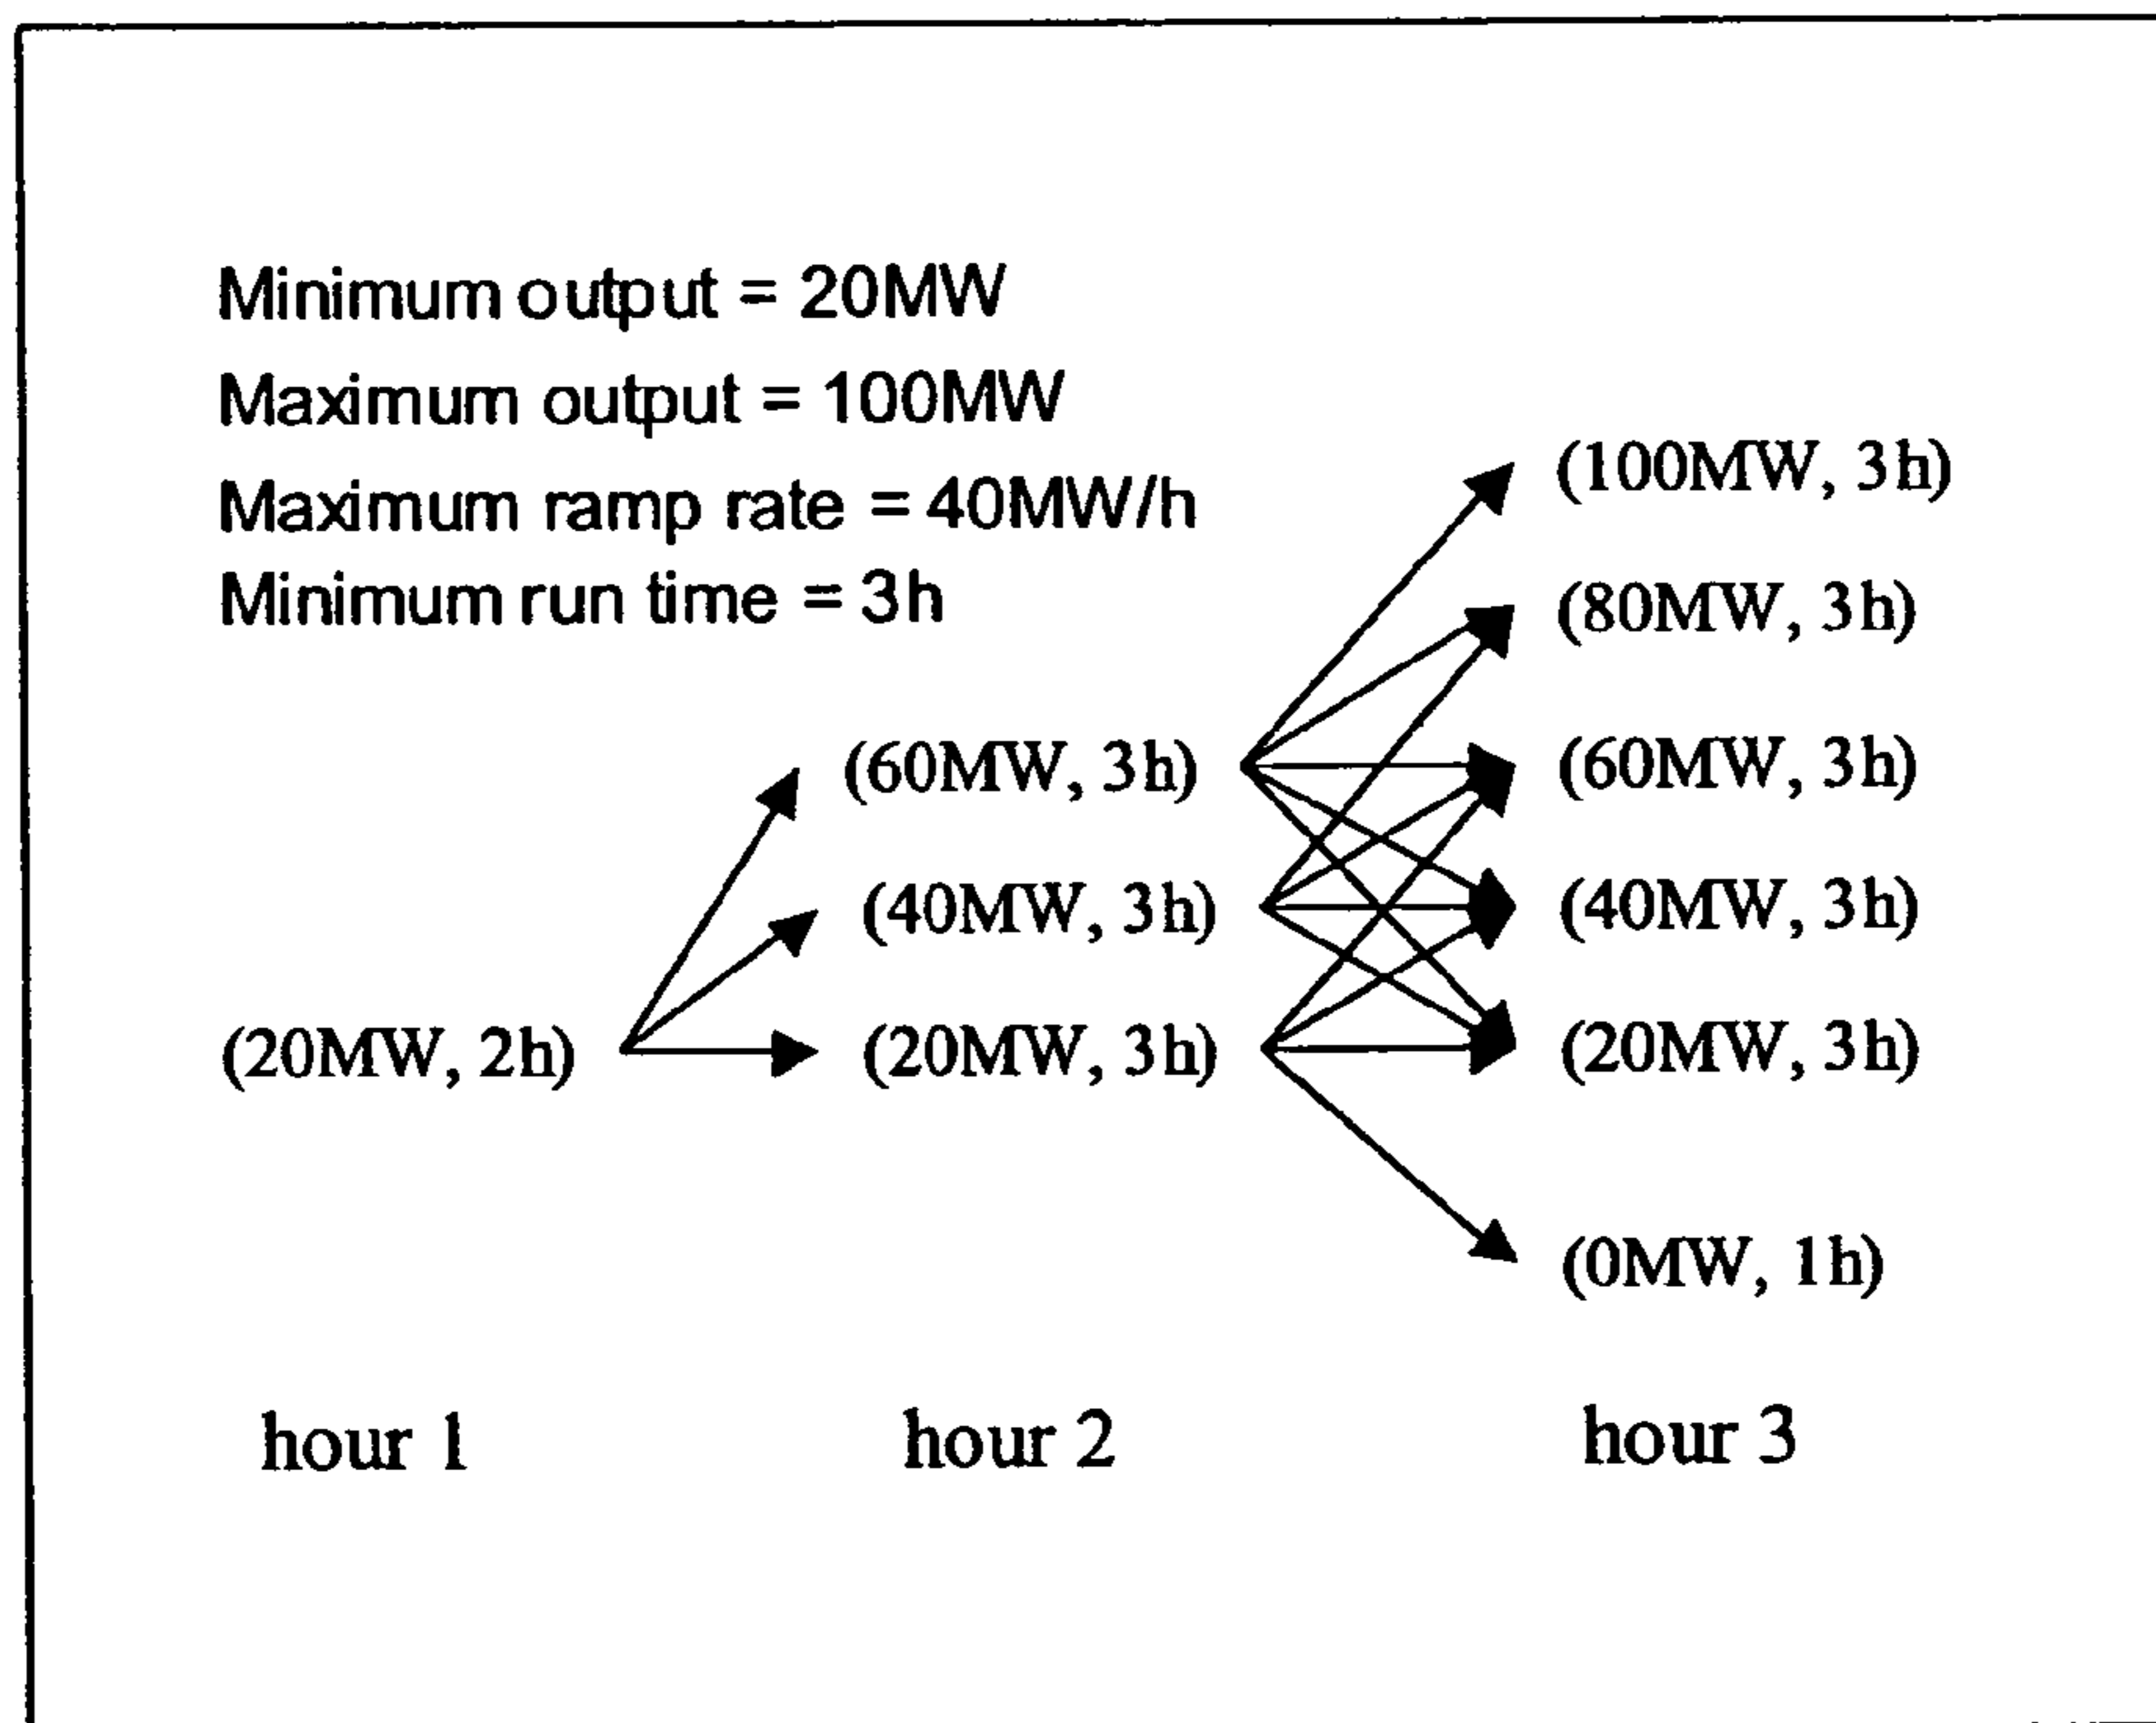 Minimum output = 20MW
Maximum output = 100MW
Maximum ramp rate = 40MW/h
Minimum run time = 3h
(100MW, 3h)
(80MW, 3h)
(60MW, 3h) (60MW, 3h)
(40MW, 3h) (40MW, 3h)
(20MW, 2h) (20MW, 3h) (20MW, 3h)
(0MW, 1h)
hour 1 hour 2 hour 3